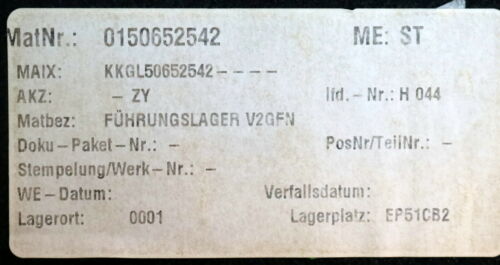 MatNr.: 0150652542 ME: ST
MAIX: KKGL50652542----
AKZ: - ZY lfd.-Nr.: H 044
Matbez: FÜHRUNGSLAGER V2GFN
Doku-Paket-Nr.: - PosNr/TeilNr.: -
Stempelung/Werk-Nr.: -
WE-Datum: Verfallsdatum:
Lagerort: 0001 Lagerplatz: EP51CB2